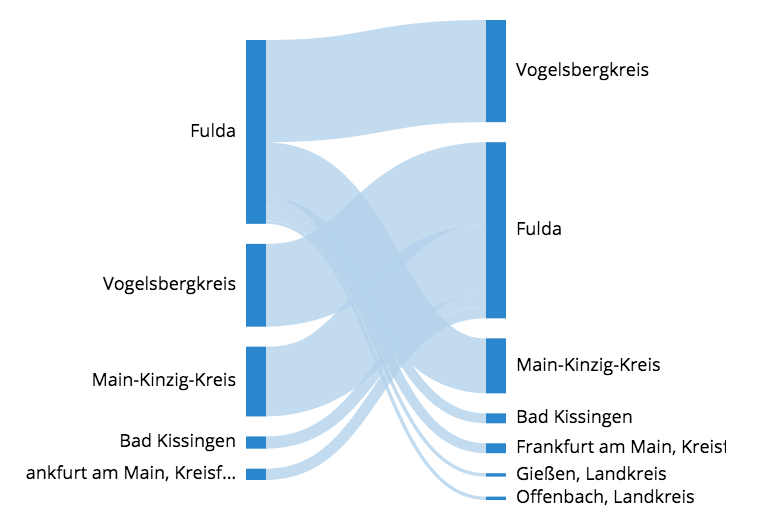 Fulda
Vogelsbergkreis
Main-Kinzig-Kreis
Bad Kissingen
ankfurt am Main, Kreisf...
Vogelsbergkreis
Fulda
Main-Kinzig-Kreis
Bad Kissingen
Frankfurt am Main, Kreisf
Gießen, Landkreis
Offenbach, Landkreis